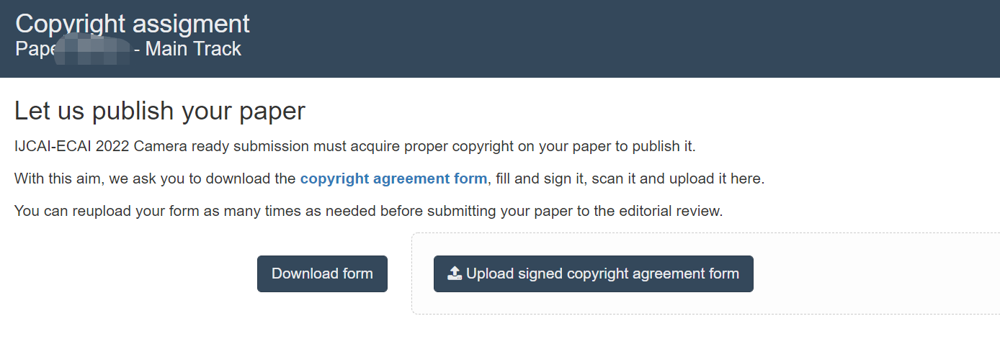 Copyright assigment
- Main Track
Let us publish your paper
IJCAI-ECAI 2022 Camera ready submission must acquire proper copyright on your paper to publish it.
With this aim, we ask you to download the copyright agreement form, fill and sign it, scan it and upload it here.
You can reupload your form as many times as needed before submitting your paper to the editorial review.
Download form
Upload signed copyright agreement form